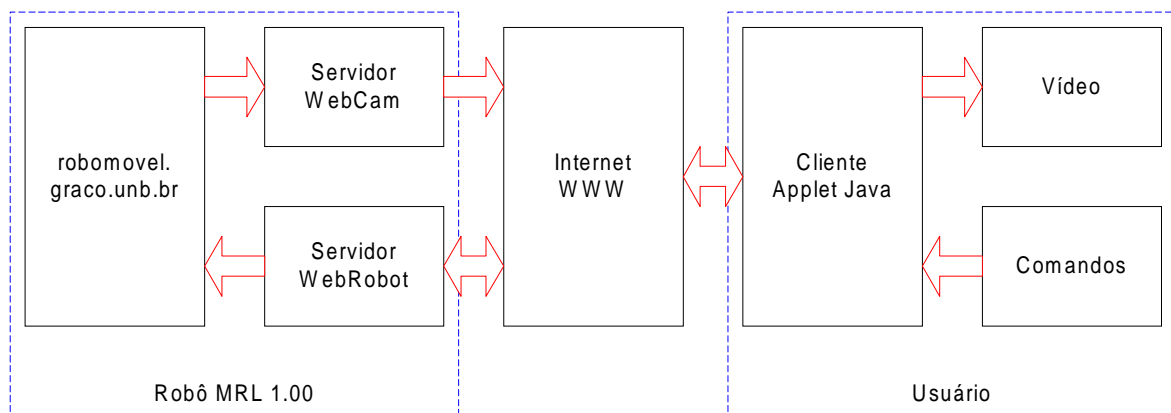 robomovel.
graco.unb.br
Servidor
WebCam
Servidor
WebRobot
Internet
WWW
Cliente
Applet Java
Vídeo
Comandos
Robô MRL 1.00
Usuário